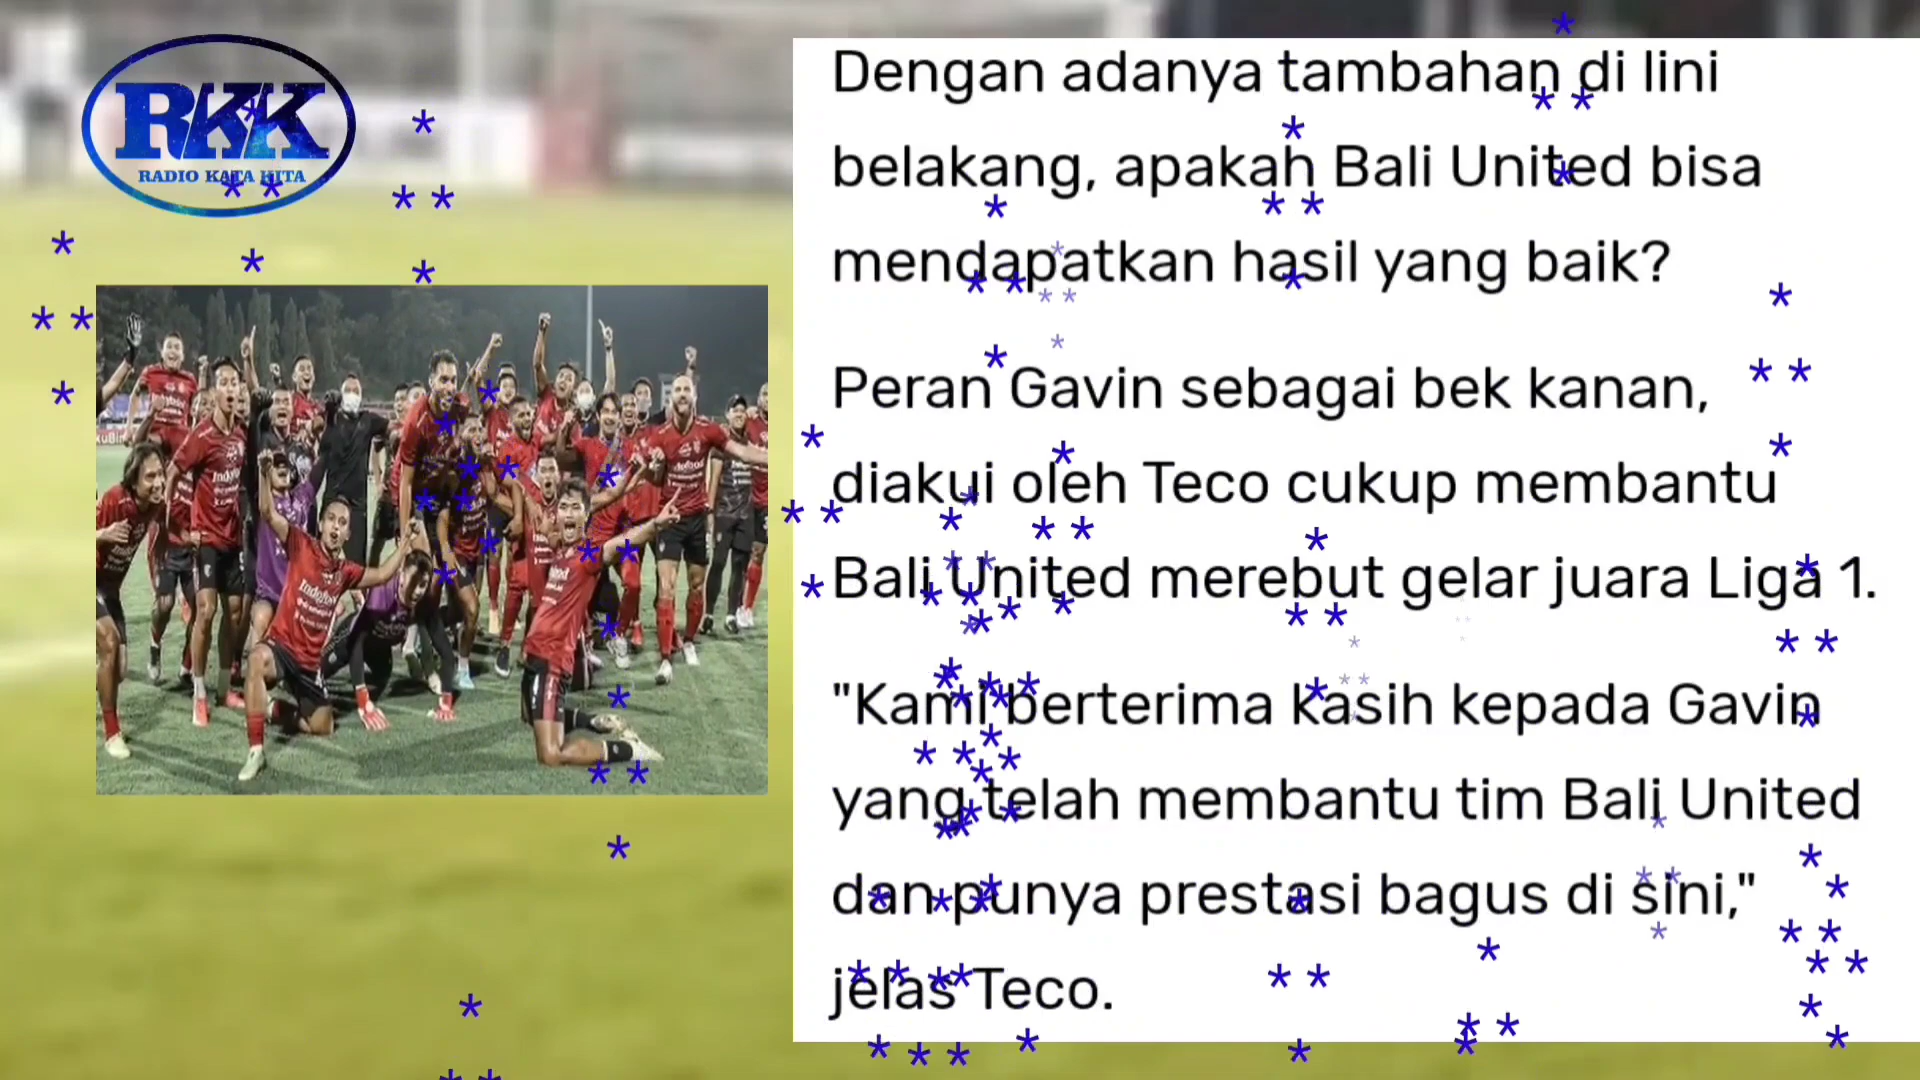 RKK
RADIO KATA KITA
Dengan adanya tambahan di lini
belakang, apakah Bali United bisa
mendapatkan hasil yang baik?
Peran Gavin sebagai bek kanan,
diakui oleh Teco cukup membantu
Bali United merebut gelar juara Liga 1.
"Kami berterima kasih kepada Gavin
yang telah membantu tim Bali United
dan punya prestasi bagus di sini,"
jelas Teco.